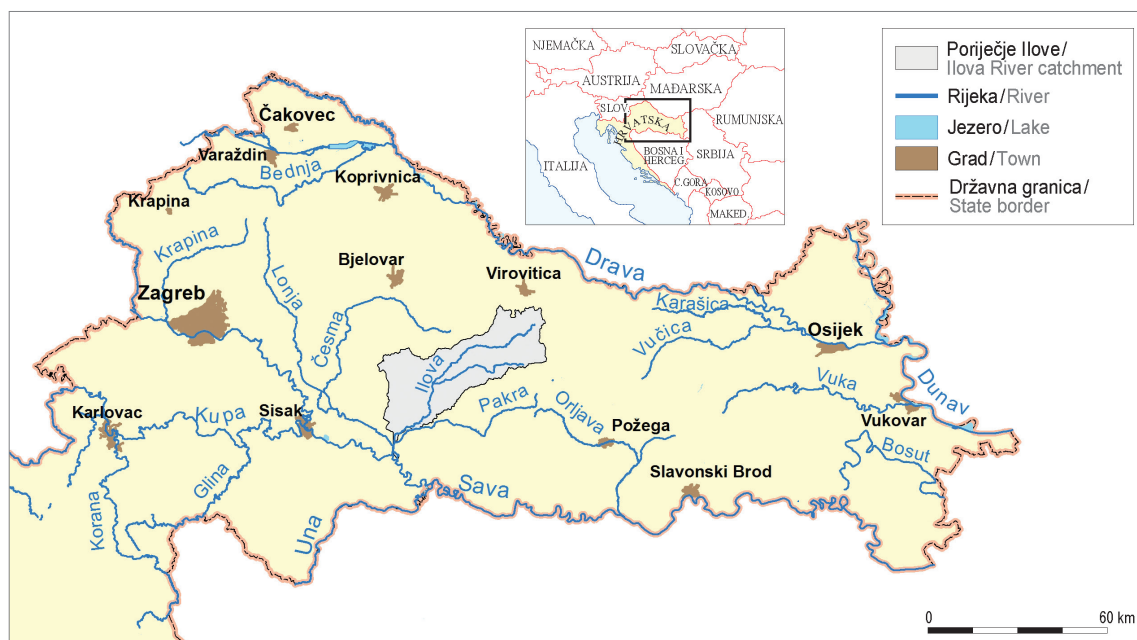 NJEMAČKA
SLOVAČKA
AUSTRIJA
MAĐARSKA
SLOV.
HRVATSKA
RUMUNJSKA
BOSNA I
HERCEG.
SRBIJA
ITALIJA
C.GORA
KOSOVO
MAKED.
Poriječje Ilove/
Ilova River catchment
Rijeka/River
Jezero/Lake
Grad/Town
Državna granica/
State border
Čakovec
Varaždin
Bednja
Koprivnica
Krapina
Krapina
Bjelovar
Virovitica
Drava
Zagreb
Lonja
Česma
Karašica
Vučica
Osijek
Ilova
Dunav
Vuka
Vukovar
Karlovac
Kupa
Sisak
Pakra
Orljava
Požega
Bosut
Glina
Slavonski Brod
Sava
Korana
Una
0
60 km